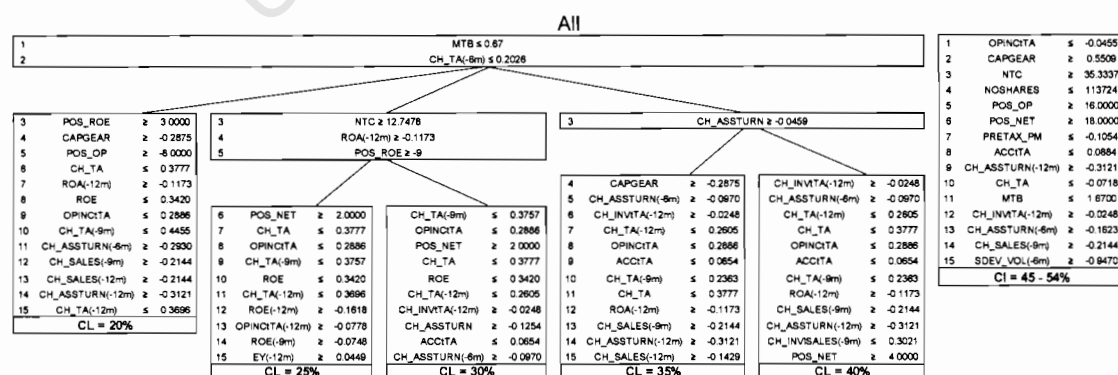 All
1 MTB ≤ 0.67
2 CH_TA(-6m) ≤ 0.2026
3 POS_ROE ≥ 3.0000
4 CAPGEAR ≥ -0.2875
5 POS_OP ≥ -8.0000
6 CH_TA ≤ 0.3777
7 ROA(-12m) ≥ -0.1173
8 ROE ≤ 0.3420
9 OPINCtTA ≤ 0.2886
10 CH_TA(-9m) ≤ 0.4455
11 CH_ASSTURN(-6m) ≥ -0.2930
12 CH_SALES(-9m) ≥ -0.2144
13 CH_SALES(-12m) ≥ -0.2144
14 CH_ASSTURN(-12m) ≥ -0.3121
15 CH_TA(-12m) ≤ 0.3696
CL = 20%
3 NTC ≥ 12.7478
4 ROA(-12m) ≥ -0.1173
5 POS_ROE ≥ -9
6 POS_NET ≥ 2.0000
7 CH_TA ≤ 0.3777
8 OPINCtTA ≤ 0.2886
9 CH_TA(-9m) ≤ 0.3757
10 ROE ≤ 0.3420
11 CH_TA(-12m) ≤ 0.3696
12 ROE(-12m) ≥ -0.1618
13 OPINCtTA(-12m) ≥ -0.0778
14 ROE(-9m) ≥ -0.0748
15 EY(-12m) ≥ 0.0449
CL = 25%
CH_TA(-9m) ≤ 0.3757
OPINCtTA ≤ 0.2886
POS_NET ≥ 2.0000
CH_TA ≤ 0.3777
ROE ≤ 0.3420
CH_TA(-12m) ≤ 0.2605
CH_INVtTA(-12m) ≥ -0.0248
CH_ASSTURN ≥ -0.1254
ACCtTA ≤ 0.0654
CH_ASSTURN(-6m) ≥ -0.0970
CL = 30%
3 CH_ASSTURN ≥ -0.0459
4 CAPGEAR ≥ -0.2875
5 CH_ASSTURN(-6m) ≥ -0.0970
6 CH_INVtTA(-12m) ≥ -0.0248
7 CH_TA(-12m) ≤ 0.2605
8 OPINCtTA ≤ 0.2886
9 ACCtTA ≤ 0.0654
10 CH_TA(-9m) ≤ 0.2363
11 CH_TA ≤ 0.3777
12 ROA(-12m) ≥ -0.1173
13 CH_SALES(-9m) ≥ -0.2144
14 CH_ASSTURN(-12m) ≥ -0.3121
15 CH_SALES(-12m) ≥ -0.1429
CL = 35%
CH_INVtTA(-12m) ≥ -0.0248
CH_ASSTURN(-6m) ≥ -0.0970
CH_TA(-12m) ≤ 0.2605
CH_TA ≤ 0.3777
OPINCtTA ≤ 0.2886
ACCtTA ≤ 0.0654
CH_TA(-9m) ≤ 0.2363
ROA(-12m) ≥ -0.1173
CH_SALES(-9m) ≥ -0.2144
CH_ASSTURN(-12m) ≥ -0.3121
CH_INVtSALES(-9m) ≤ 0.3021
POS_NET ≥ 4.0000
CL = 40%
1 OPINCtTA ≤ -0.0455
2 CAPGEAR ≥ 0.5509
3 NTC ≥ 35.3337
4 NOSHARES ≤ 113724
5 POS_OP ≥ 16.0000
6 POS_NET ≥ 18.0000
7 PRETAX_PM ≤ -0.1054
8 ACCtTA ≥ 0.0884
9 CH_ASSTURN(-12m) ≥ -0.3121
10 CH_TA ≤ -0.0718
11 MTB ≤ 1.6700
12 CH_INVtTA(-12m) ≤ -0.0248
13 CH_ASSTURN(-6m) ≥ -0.1623
14 CH_SALES(-9m) ≥ -0.2144
15 SDEV_VOL(-6m) ≥ -0.9470
Cl = 45 - 54%